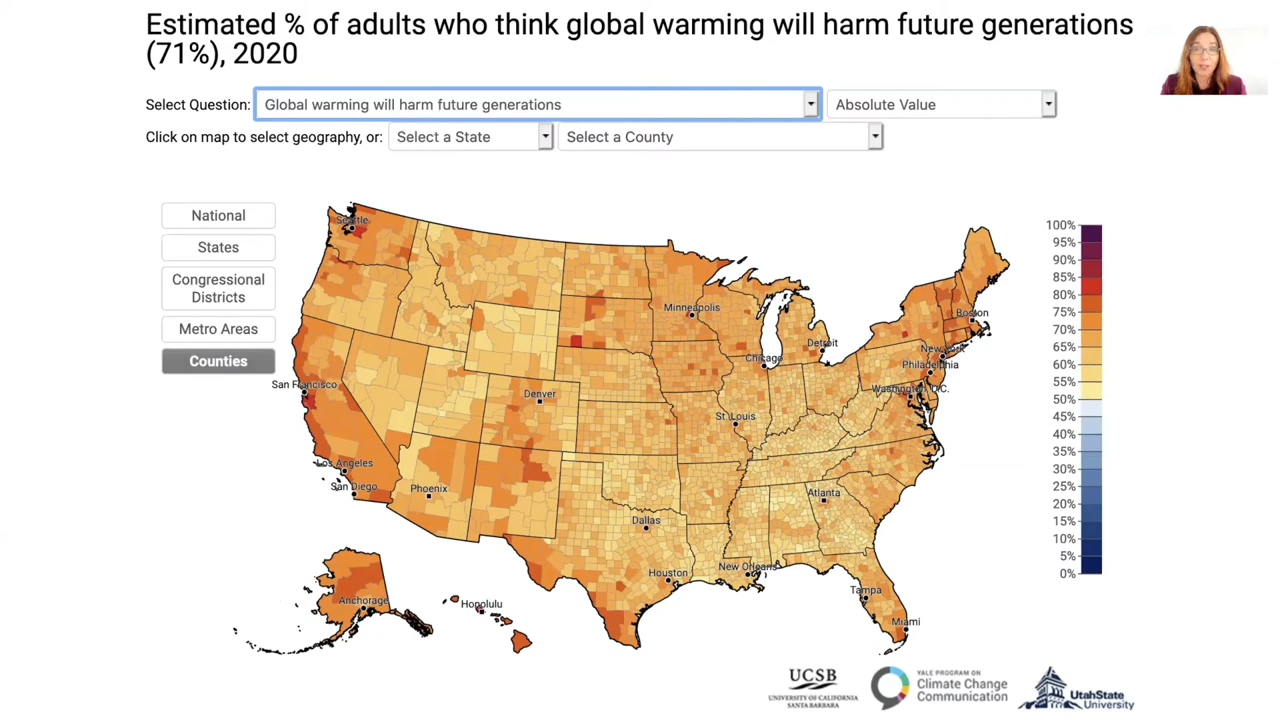 Estimated % of adults who think global warming will harm future generations
(71%), 2020
Select Question: Global warming will harm future generations Absolute Value
Click on map to select geography, or: Select a State Select a County
National
States
Congressional
Districts
Metro Areas
Counties
Seattle
Minneapolis
Boston
Detroit
New York
Chicago
Philadelphia
San Francisco
Washington, D.C.
Denver
St. Louis
Los Angeles
San Diego
Phoenix
Atlanta
Dallas
Houston
New Orleans
Tampa
Anchorage
Honolulu
Miami
100%
95%
90%
85%
80%
75%
70%
65%
60%
55%
50%
45%
40%
35%
30%
25%
20%
15%
10%
5%
0%
UCSB
UNIVERSITY OF CALIFORNIA
SANTA BARBARA
YALE PROGRAM ON
Climate Change
Communication
UtahState
University